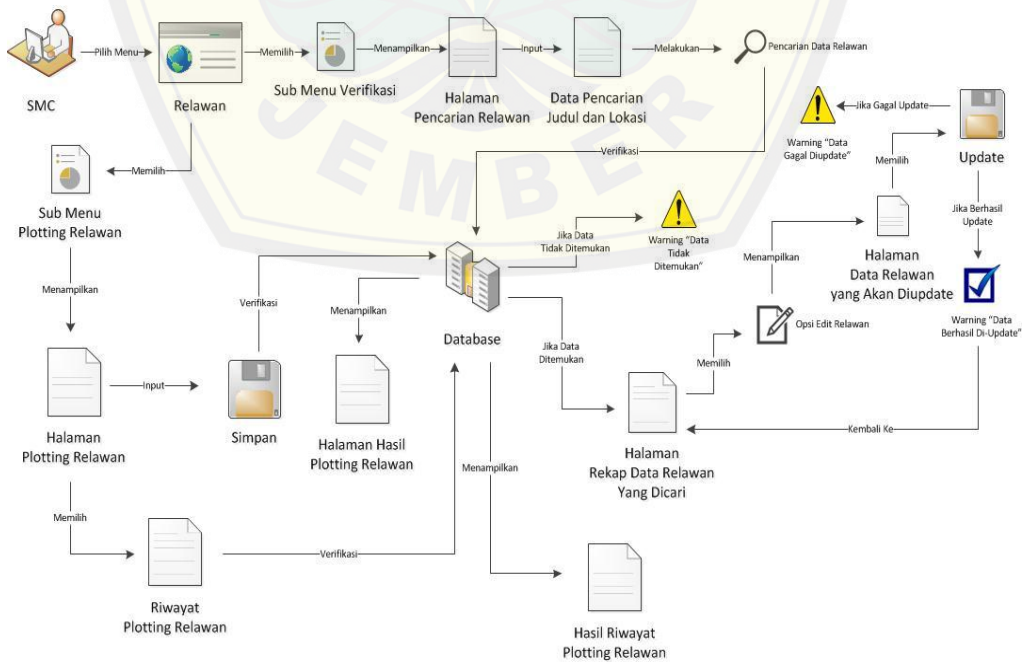 Pilih Menu
Memilih
Menampilkan
Input
Melakukan
Pencarian Data Relawan
SMC
Relawan
Sub Menu Verifikasi
Halaman
Pencarian Relawan
Data Pencarian
Judul dan Lokasi
Jika Gagal Update
Warning "Data
Gagal Diupdate"
Update
Memilih
Verifikasi
JEMBER
Memilih
Sub Menu
Plotting Relawan
Jika Data
Tidak Ditemukan
Warning "Data
Tidak
Ditemukan"
Jika Berhasil
Update
Halaman
Data Relawan
yang Akan Diupdate
Menampilkan
Menampilkan
Verifikasi
Menampilkan
Database
Jika Data
Ditemukan
Opsi Edit Relawan
Warning "Data
Berhasil Di-Update"
Memilih
Input
Halaman
Plotting Relawan
Simpan
Halaman Hasil
Plotting Relawan
Halaman
Rekap Data Relawan
Yang Dicari
Kembali Ke
Menampilkan
Memilih
Verifikasi
Riwayat
Plotting Relawan
Hasil Riwayat
Plotting Relawan